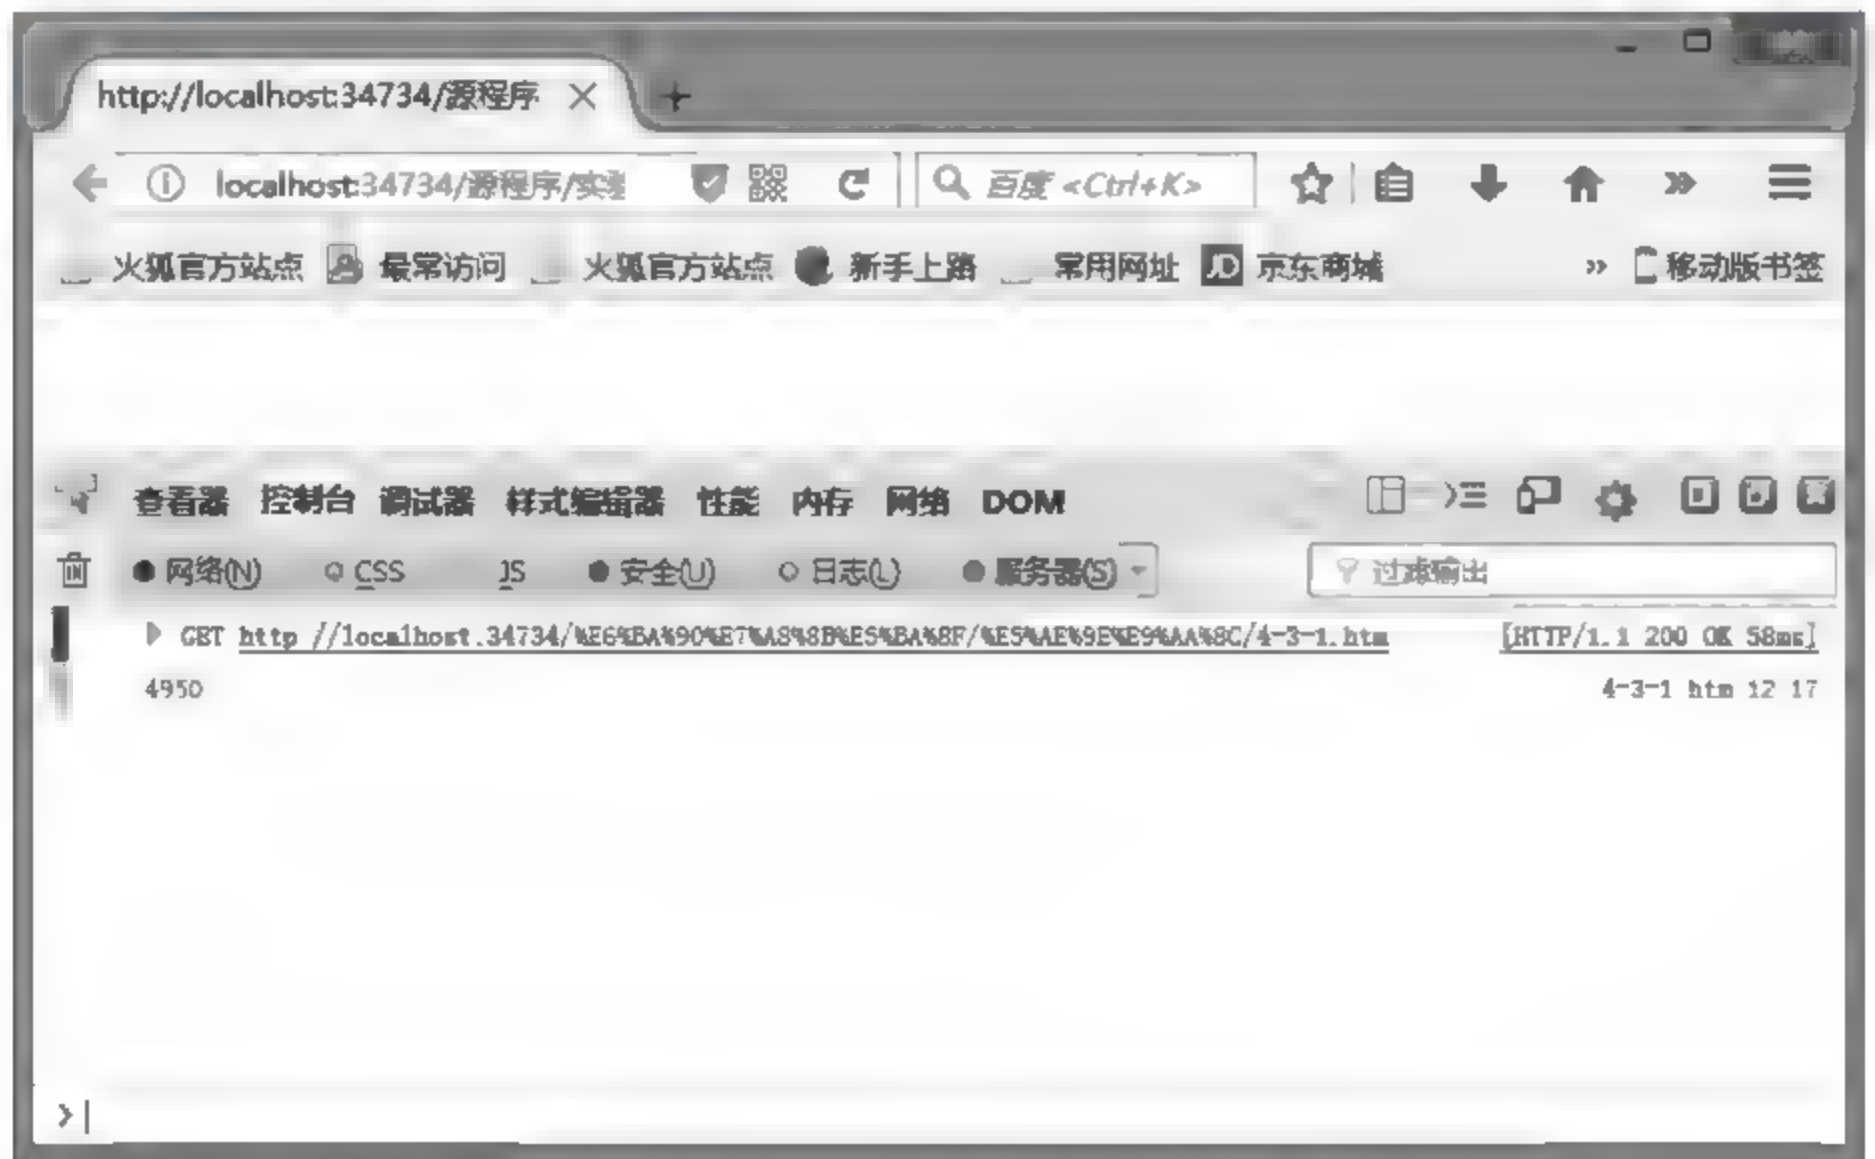 http://localhost:34734/源程序
localhost:34734/源程序/实 百度 <Ctrl+K>
火狐官方站点 最常访问 火狐官方站点 新手上路 常用网址 JD 京东商城 » 移动版书签
查看器 控制台 调试器 样式编辑器 性能 内存 网络 DOM
网络(N) CSS JS 安全(U) 日志(L) 服务器(S) 过滤输出
GET http //localhost.34734/%E6%BA%90%E7%A8%8B%E5%BA%8F/%E5%AE%9E%E9%AA%8C/4-3-1.htm [HTTP/1.1 200 OK 58ms]
4950 4-3-1 htm 12 17